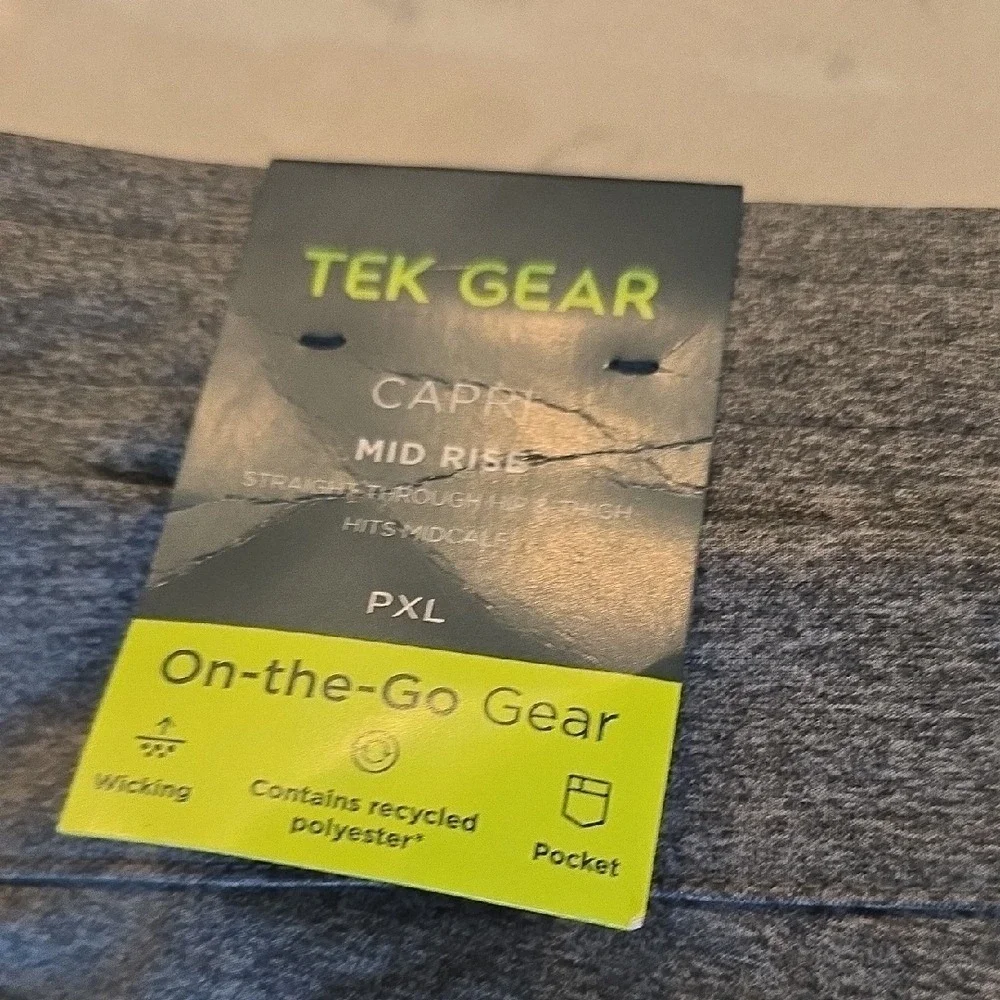 TEK GEAR
CAPRI
MID RISE
STRAIGHT THROUGH HIP & THIGH
HITS MIDCALF
PXL
On-the-Go Gear
Wicking
Contains recycled
polyester*
Pocket